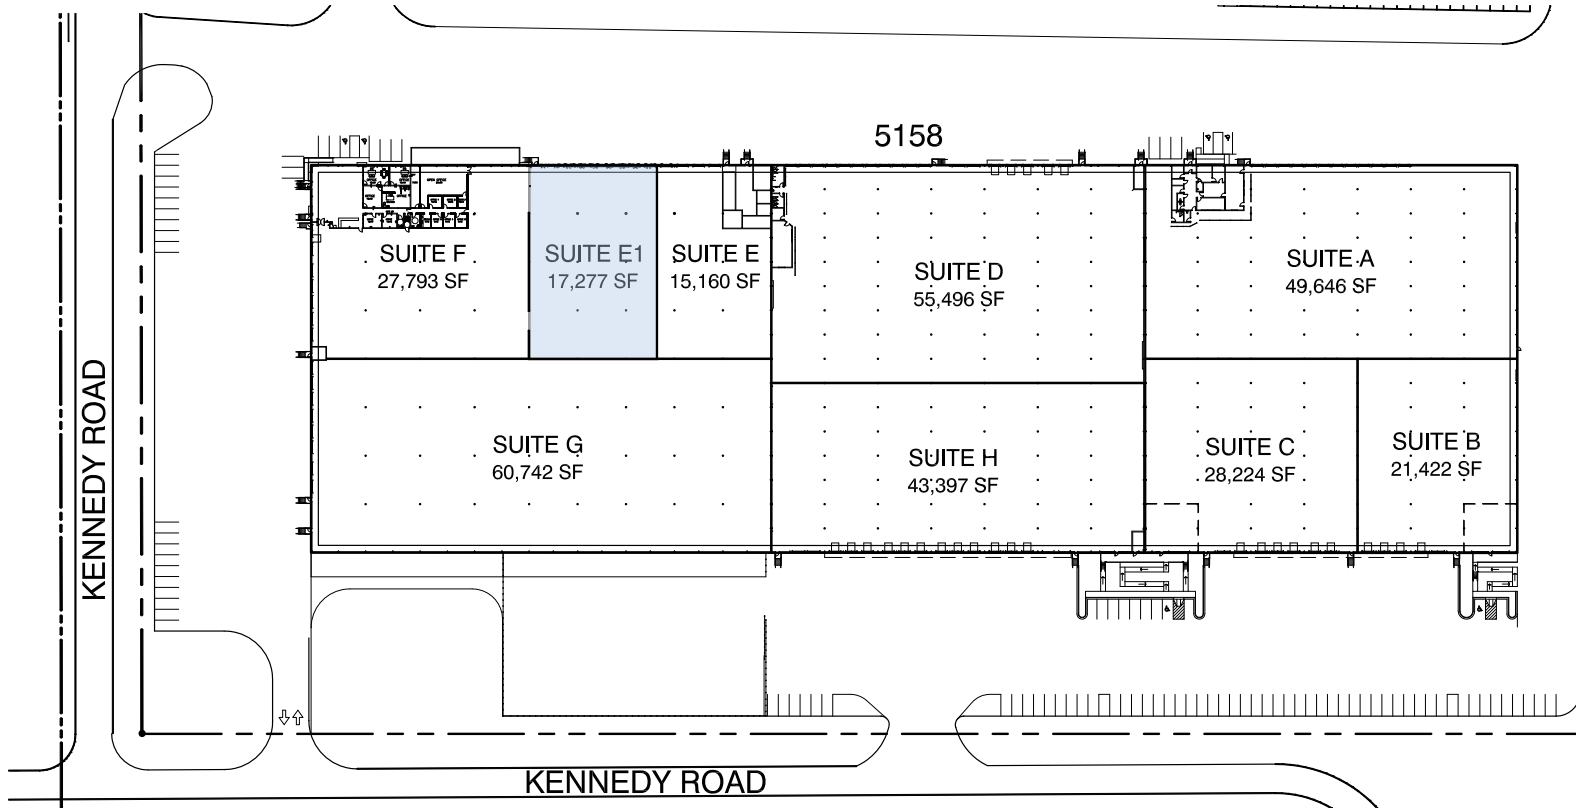 5158
SUITE F
27,793 SF
SUITE E1
17,277 SF
SUITE E
15,160 SF
SUITE D
55,496 SF
SUITE A
49,646 SF
SUITE G
60,742 SF
SUITE H
43,397 SF
SUITE C
28,224 SF
SUITE B
21,422 SF
KENNEDY ROAD
KENNEDY ROAD